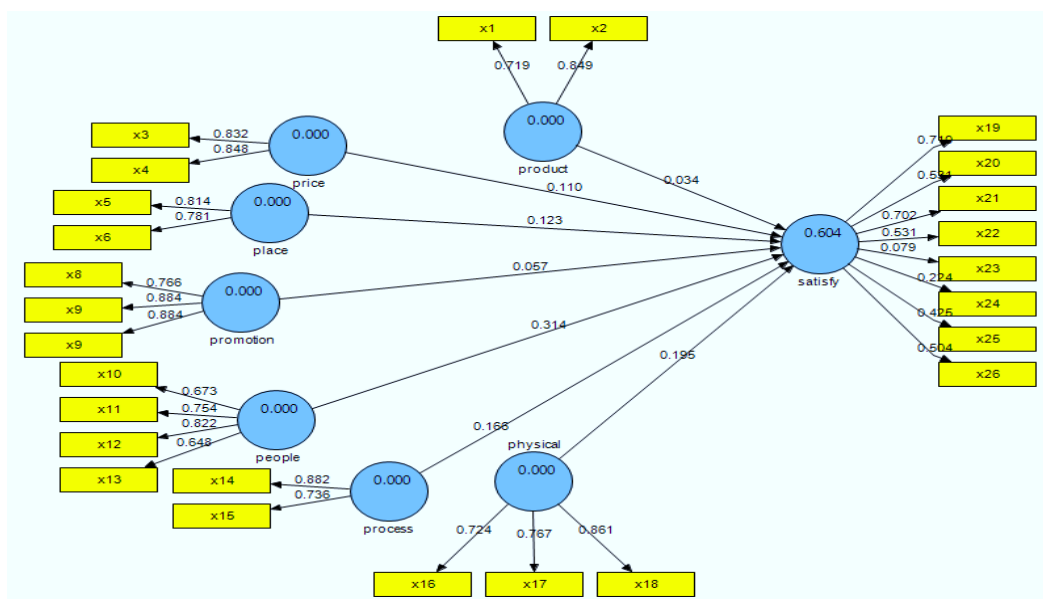 x1
x2
0.719
0.849
0.000
product
x3
x4
0.832
0.848
0.000
price
x5
x6
0.814
0.781
0.000
place
x8
x9
x9
0.766
0.884
0.884
0.000
promotion
x10
x11
x12
x13
0.673
0.754
0.822
0.648
0.000
people
x14
x15
0.882
0.736
0.000
process
physical
0.000
0.724
0.767
0.861
x16
x17
x18
0.034
0.110
0.123
0.057
0.314
0.166
0.195
0.604
satisfy
0.702
0.531
0.079
0.224
0.425
0.504
x19
x20
x21
x22
x23
x24
x25
x26